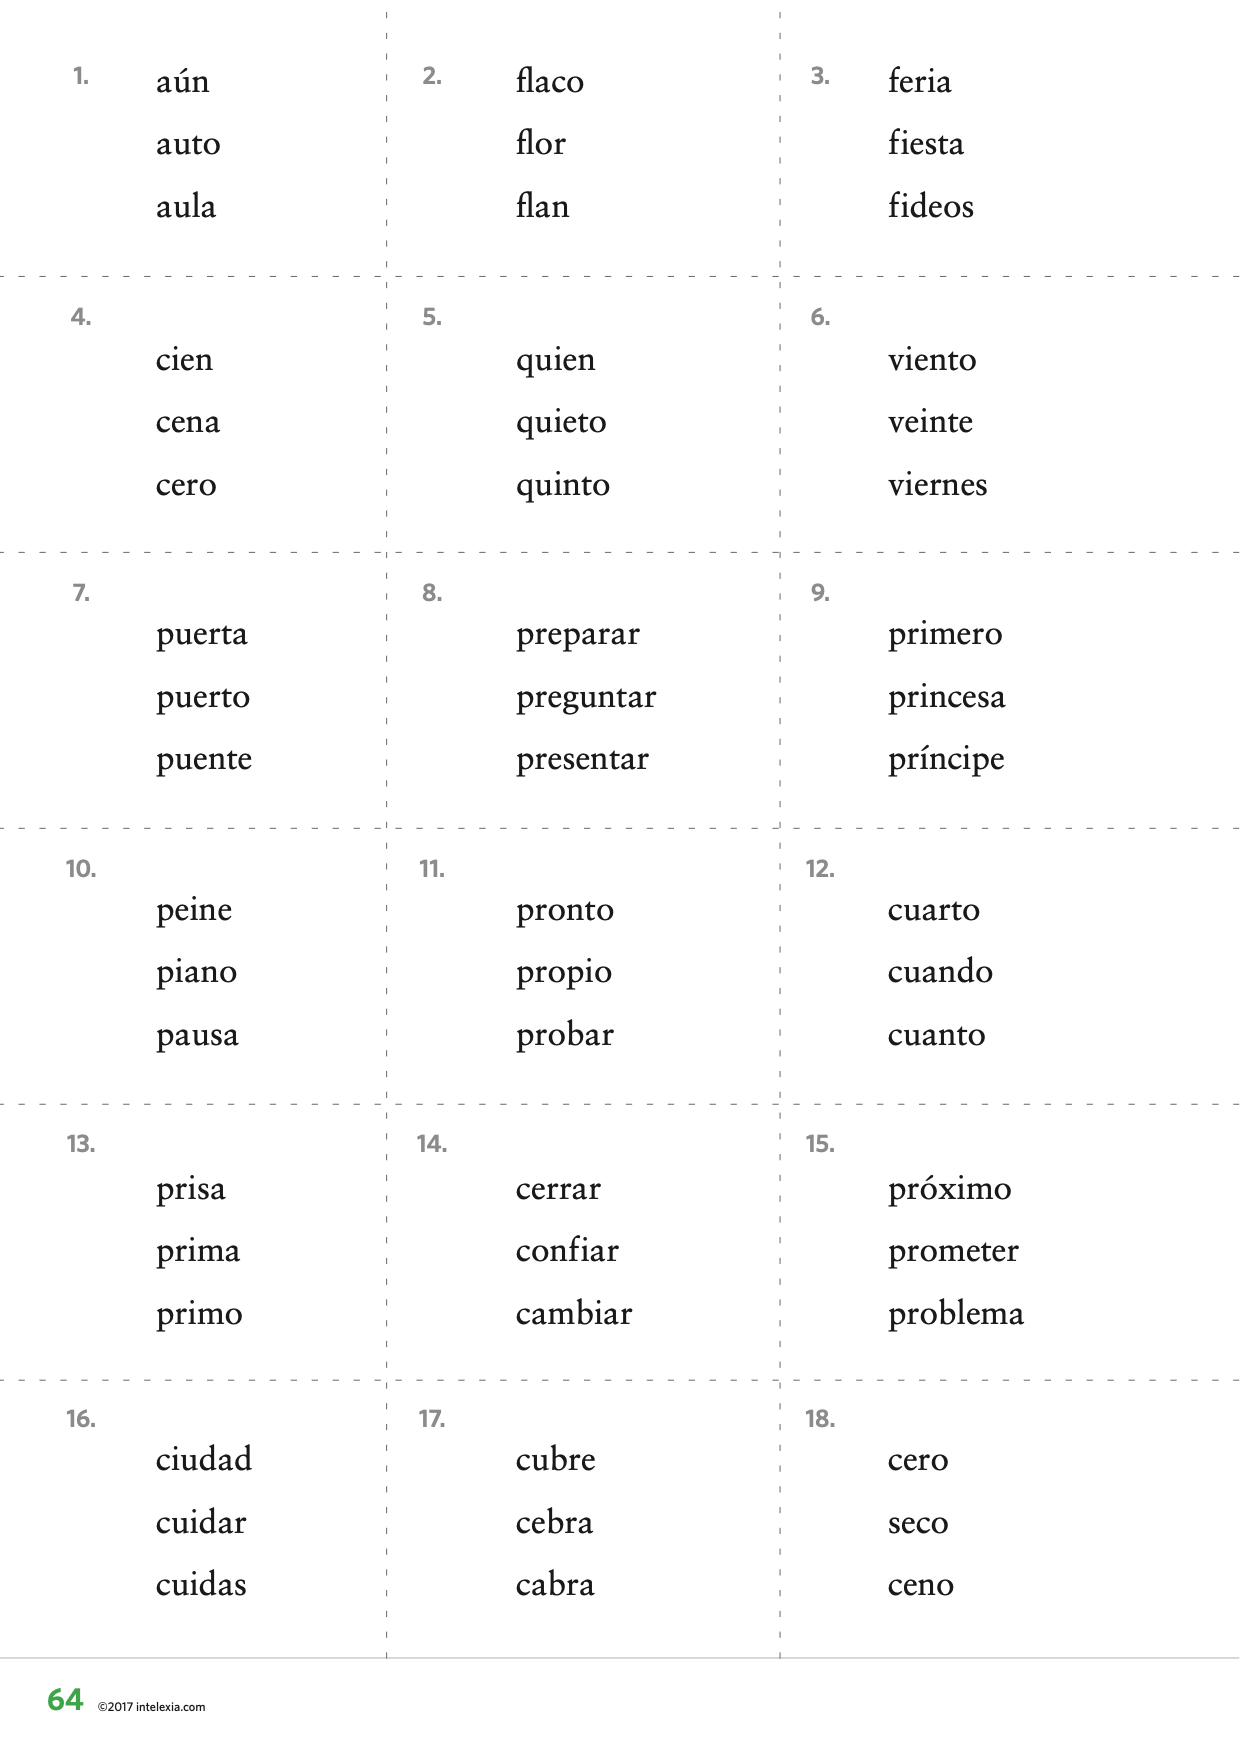 1.
aún
auto
aula
2.
flaco
flor
flan
3.
feria
fiesta
fideos
4.
cien
cena
cero
5.
quien
quieto
quinto
6.
viento
veinte
viernes
7.
puerta
puerto
puente
8.
preparar
preguntar
presentar
9.
primero
princesa
príncipe
10.
peine
piano
pausa
11.
pronto
propio
probar
12.
cuarto
cuando
cuanto
13.
prisa
prima
primo
14.
cerrar
confiar
cambiar
15.
próximo
prometer
problema
16.
ciudad
cuidar
cuidas
17.
cubre
cebra
cabra
18.
cero
seco
ceno
64 ©2017 intelexia.com